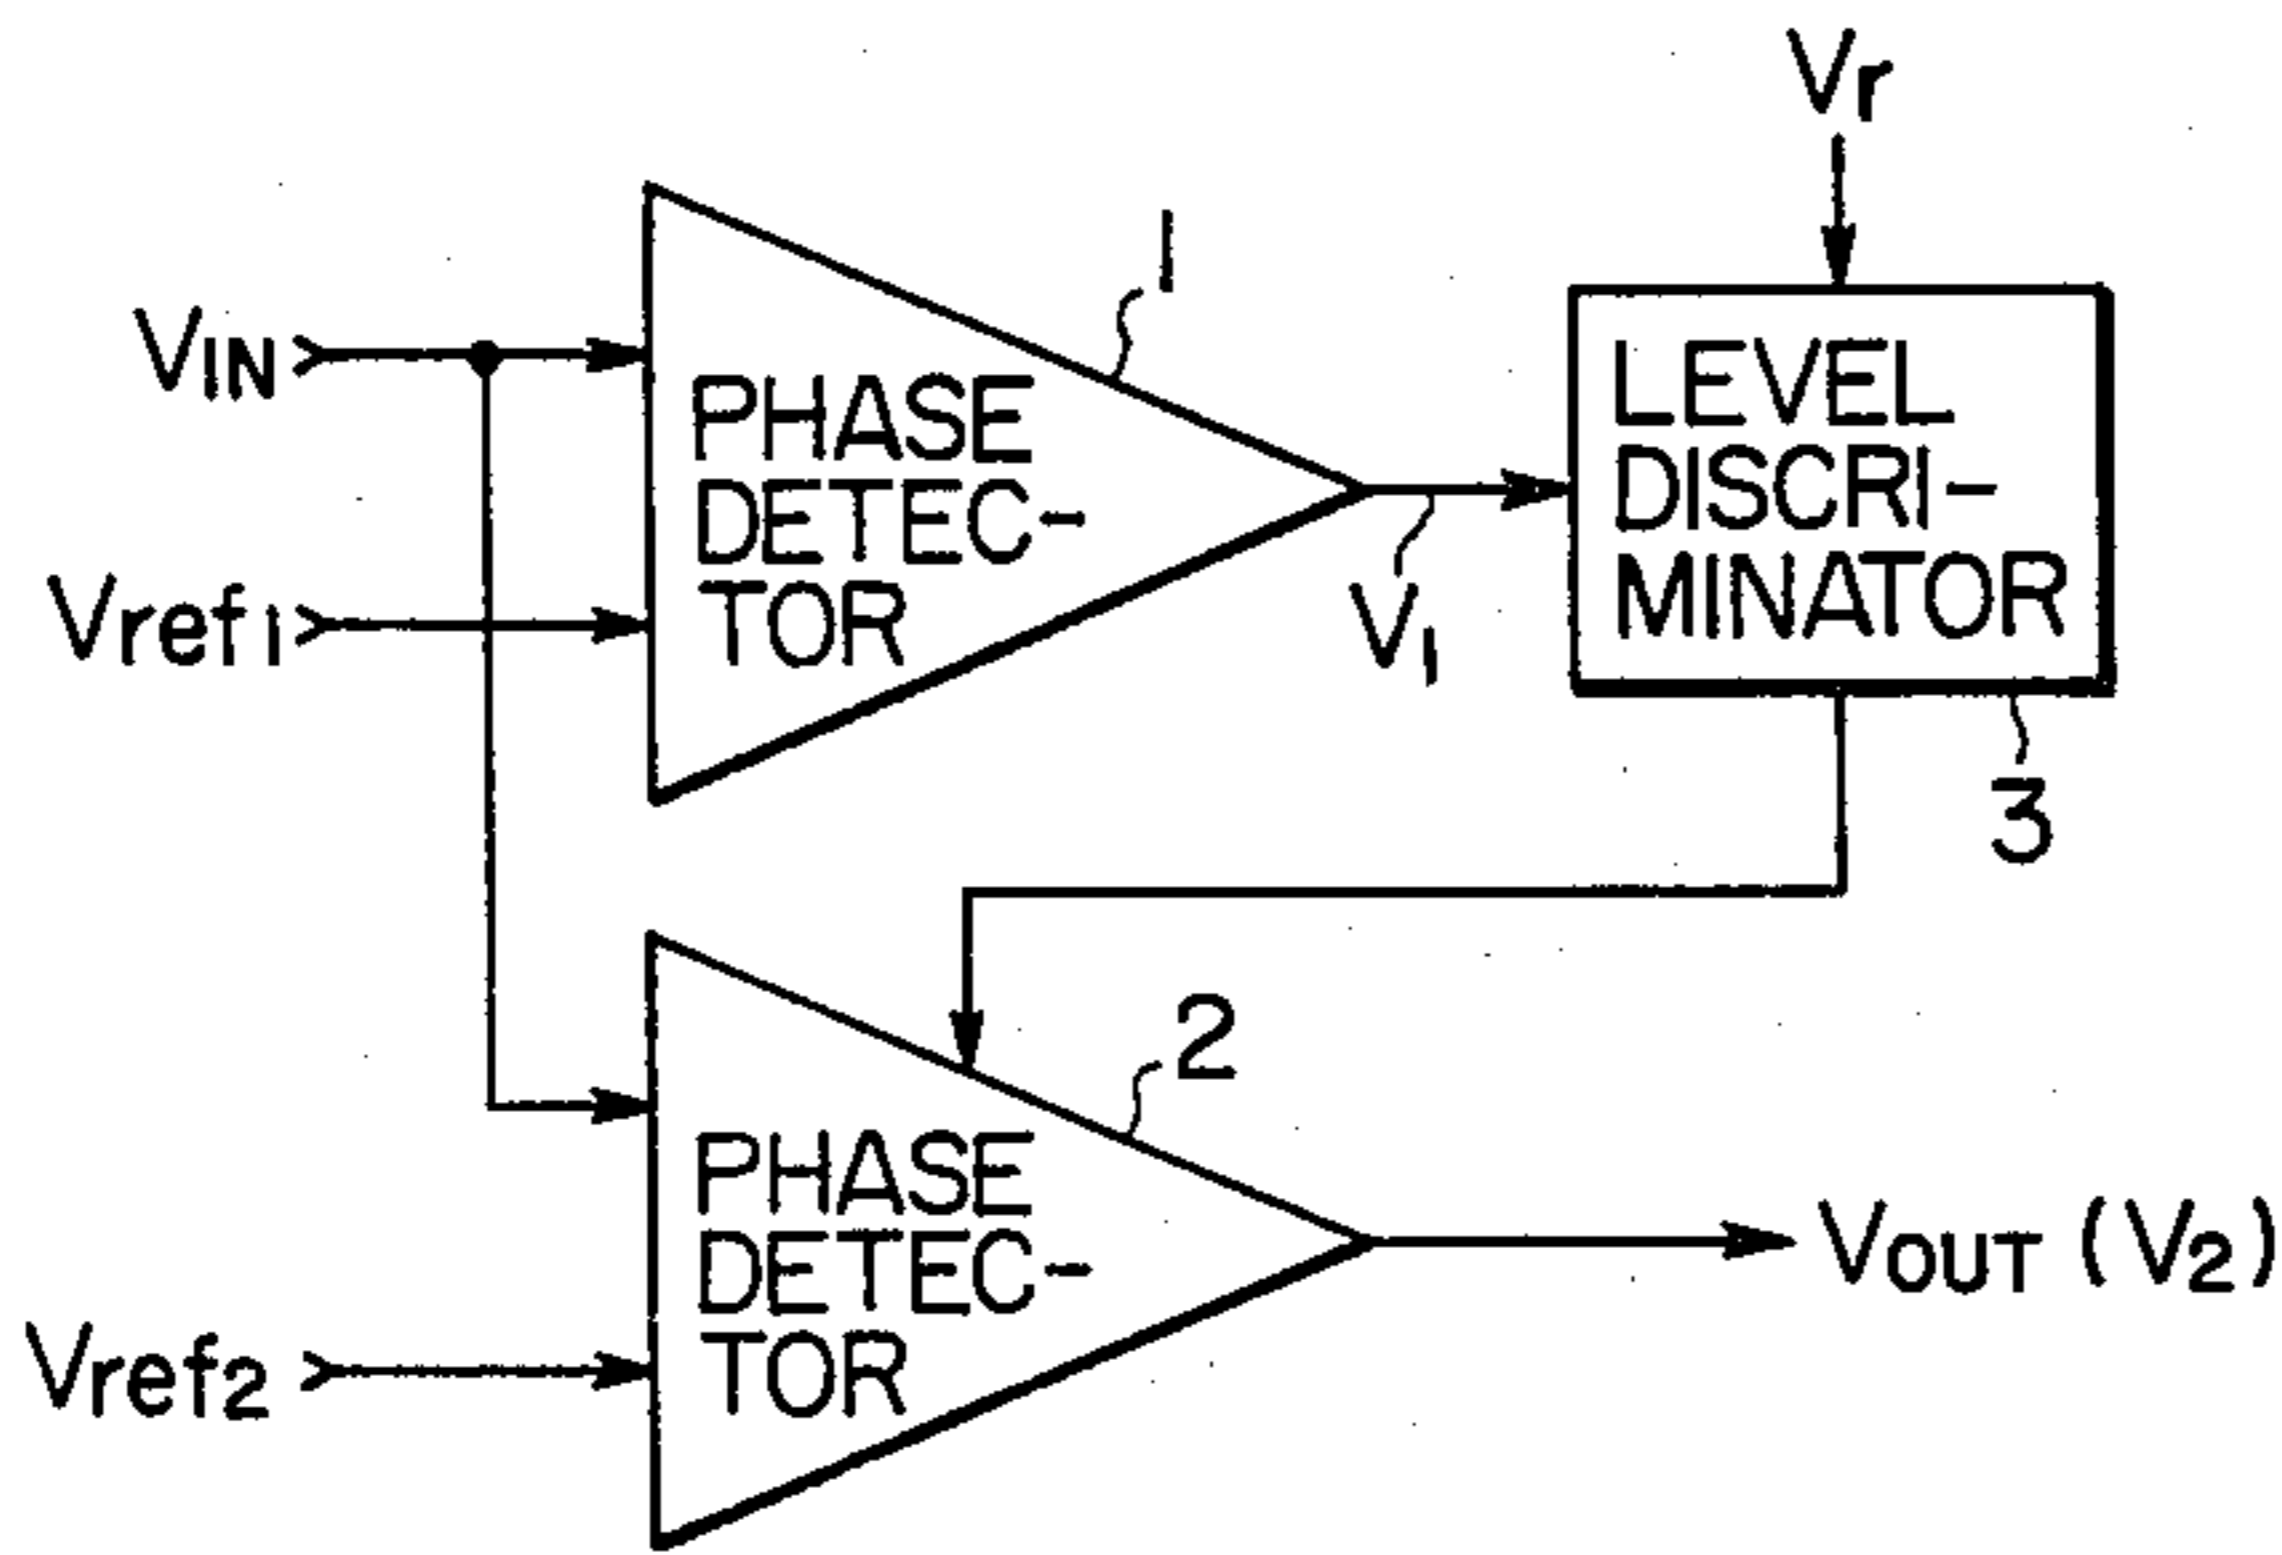 Vr
1
VIN
PHASE
DETEC-
TOR
LEVEL
DISCRI-
MINATOR
Vref1
V1
3
2
PHASE
DETEC-
TOR
VOUT (V2)
Vref2